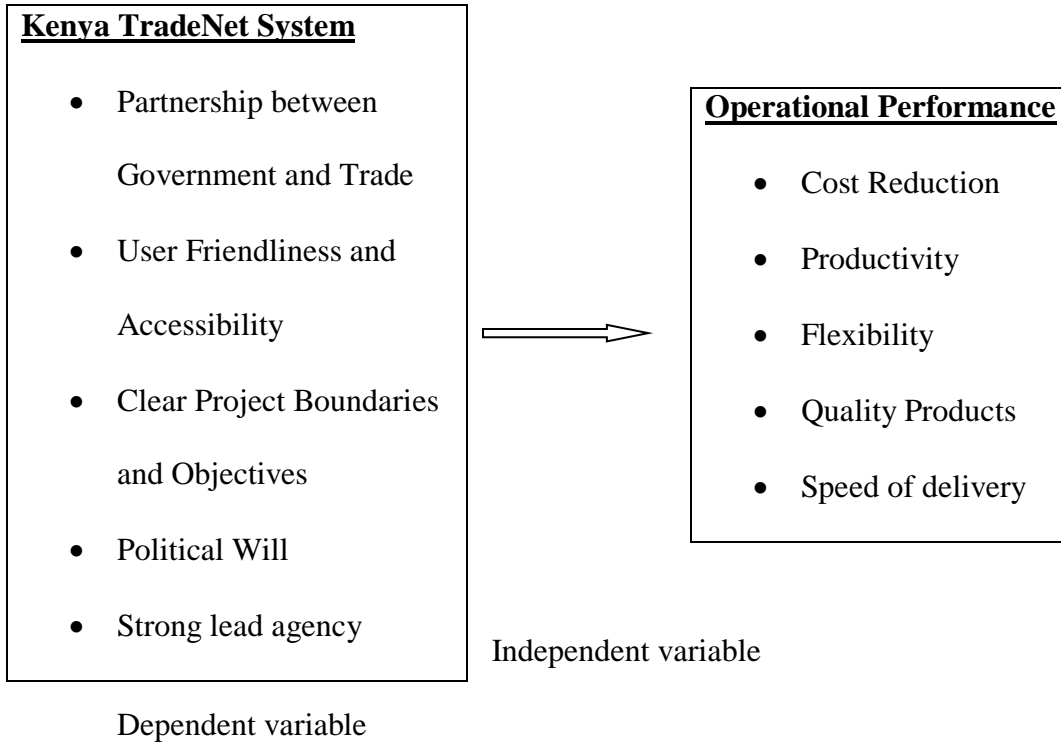 Kenya TradeNet System
• Partnership between
Government and Trade
• User Friendliness and
Accessibility
• Clear Project Boundaries
and Objectives
• Political Will
• Strong lead agency
Operational Performance
• Cost Reduction
• Productivity
• Flexibility
• Quality Products
• Speed of delivery
Independent variable
Dependent variable